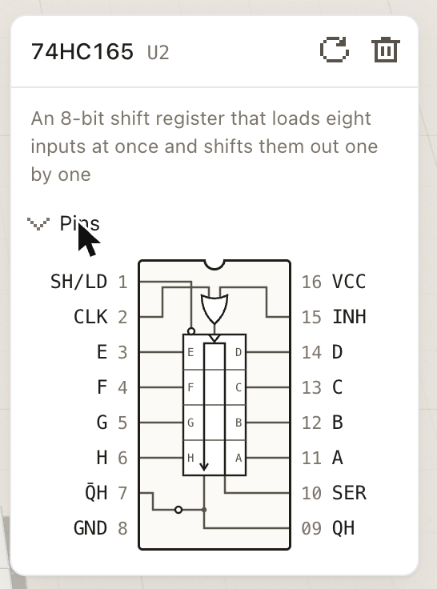 74HC165 U2
An 8-bit shift register that loads eight
inputs at once and shifts them out one
by one
Pins
SH/LD 1 16 VCC
CLK 2 15 INH
E 3 E D 14 D
F 4 F C 13 C
G 5 G B 12 B
H 6 H A 11 A
Q̄H 7 10 SER
GND 8 09 QH